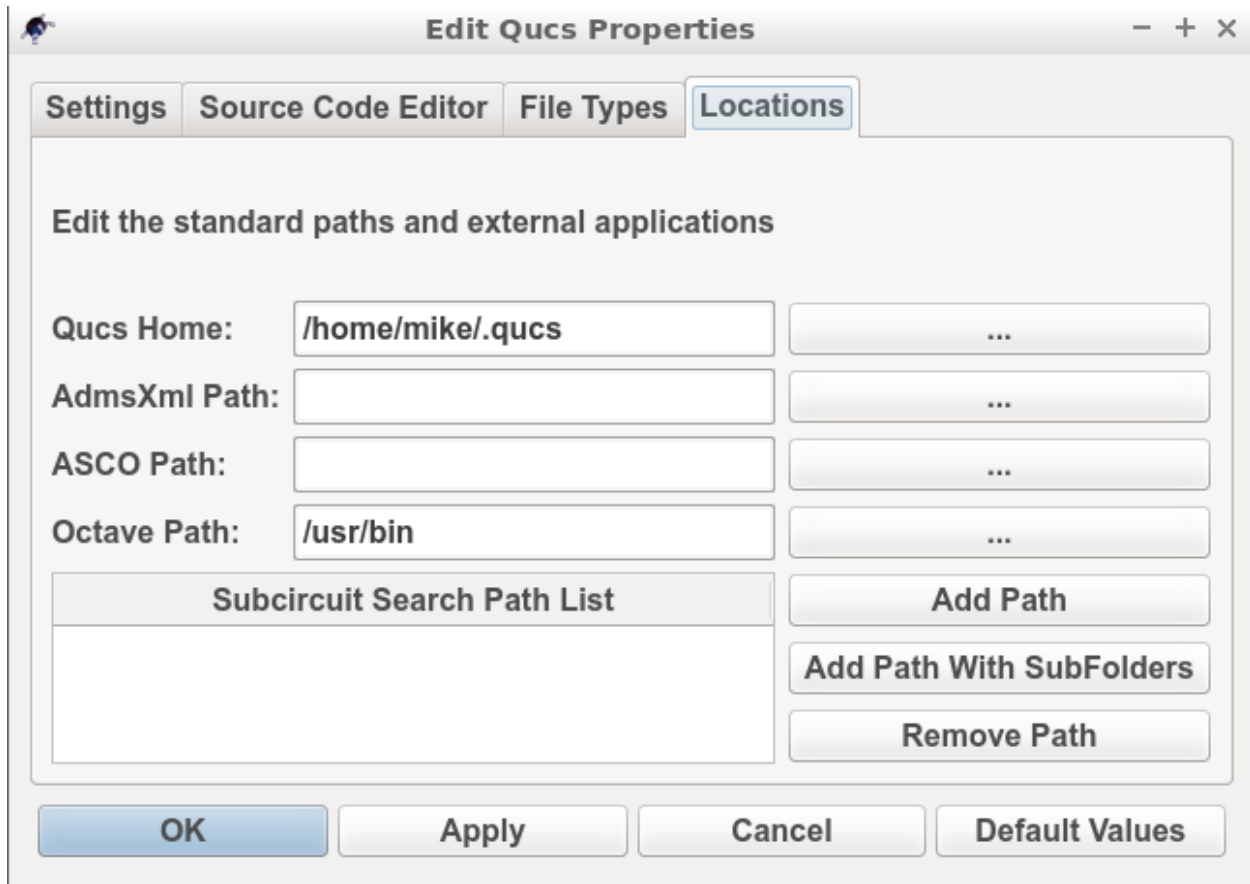 Edit Qucs Properties
Settings Source Code Editor File Types Locations
Edit the standard paths and external applications
Qucs Home: /home/mike/.qucs ...
AdmsXml Path: ...
ASCO Path: ...
Octave Path: /usr/bin ...
Subcircuit Search Path List Add Path
Add Path With SubFolders
Remove Path
OK Apply Cancel Default Values